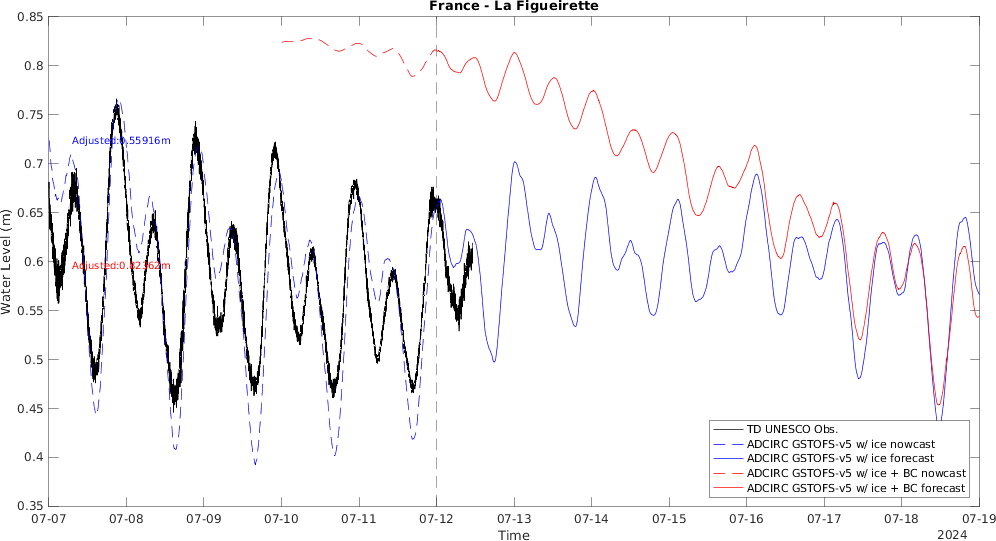 France - La Figueirette
0.85
0.8
0.75
0.7
0.65
0.6
0.55
0.5
0.45
0.4
0.35
Water Level (m)
Adjusted:0.55916m
Adjusted:0.82362m
TD UNESCO Obs.
ADCIRC GSTOFS-v5 w/ ice nowcast
ADCIRC GSTOFS-v5 w/ ice forecast
ADCIRC GSTOFS-v5 w/ ice + BC nowcast
ADCIRC GSTOFS-v5 w/ ice + BC forecast
07-07 07-08 07-09 07-10 07-11 07-12 07-13 07-14 07-15 07-16 07-17 07-18 07-19
Time
2024